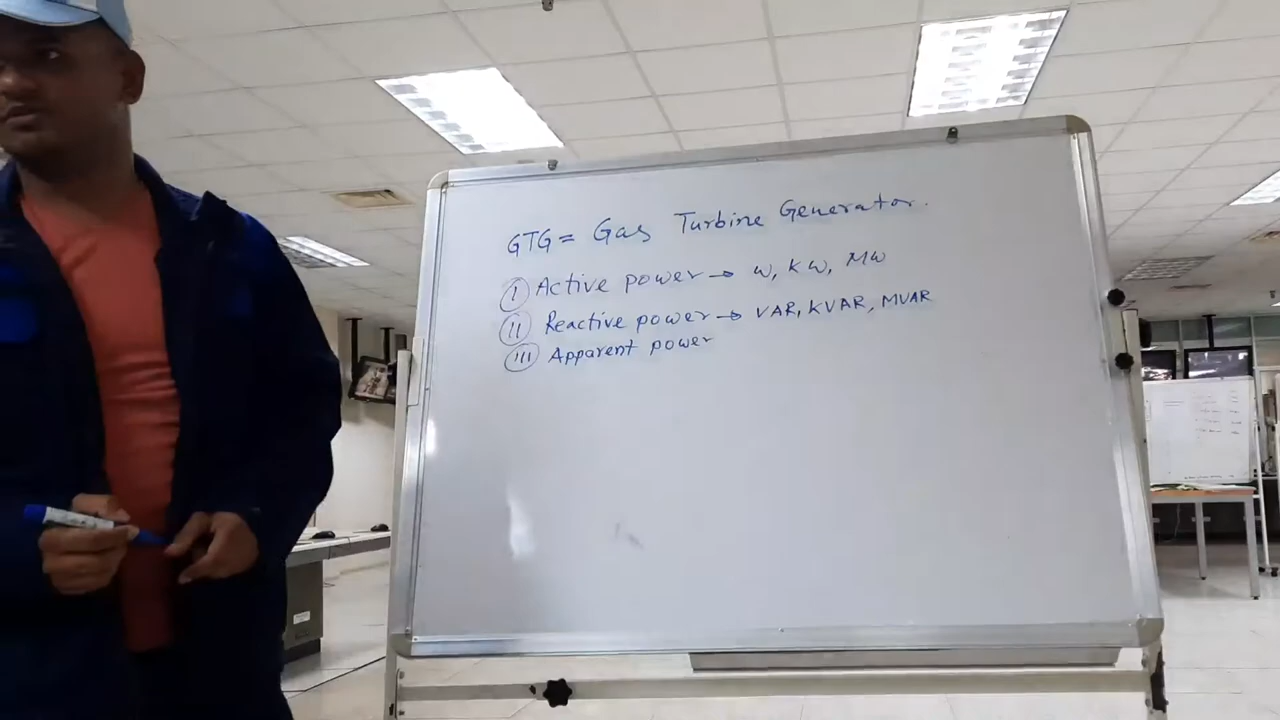 GTG = Gas Turbine Generator.
(I) Active power → W, KW, MW
(II) Reactive power → VAR, KVAR, MVAR
(III) Apparent power